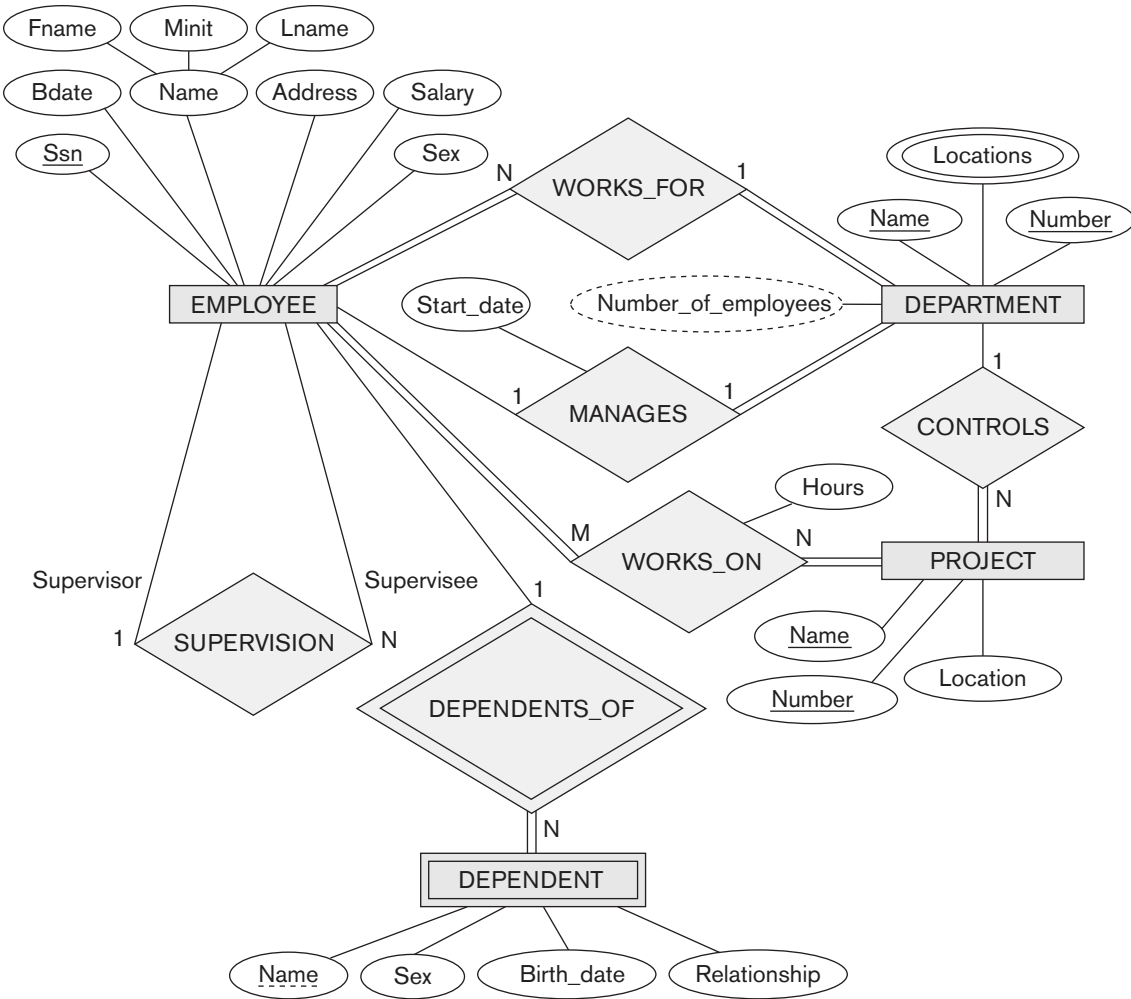 Fname
Minit
Lname
Bdate
Name
Address
Salary
Ssn
Sex
N
WORKS_FOR
1
Locations
Name
Number
EMPLOYEE
Start_date
Number_of_employees
DEPARTMENT
1
MANAGES
1
1
CONTROLS
N
Hours
M
WORKS_ON
N
PROJECT
Supervisor
Supervisee
1
SUPERVISION
N
1
Name
Number
Location
DEPENDENTS_OF
N
DEPENDENT
Name
Sex
Birth_date
Relationship